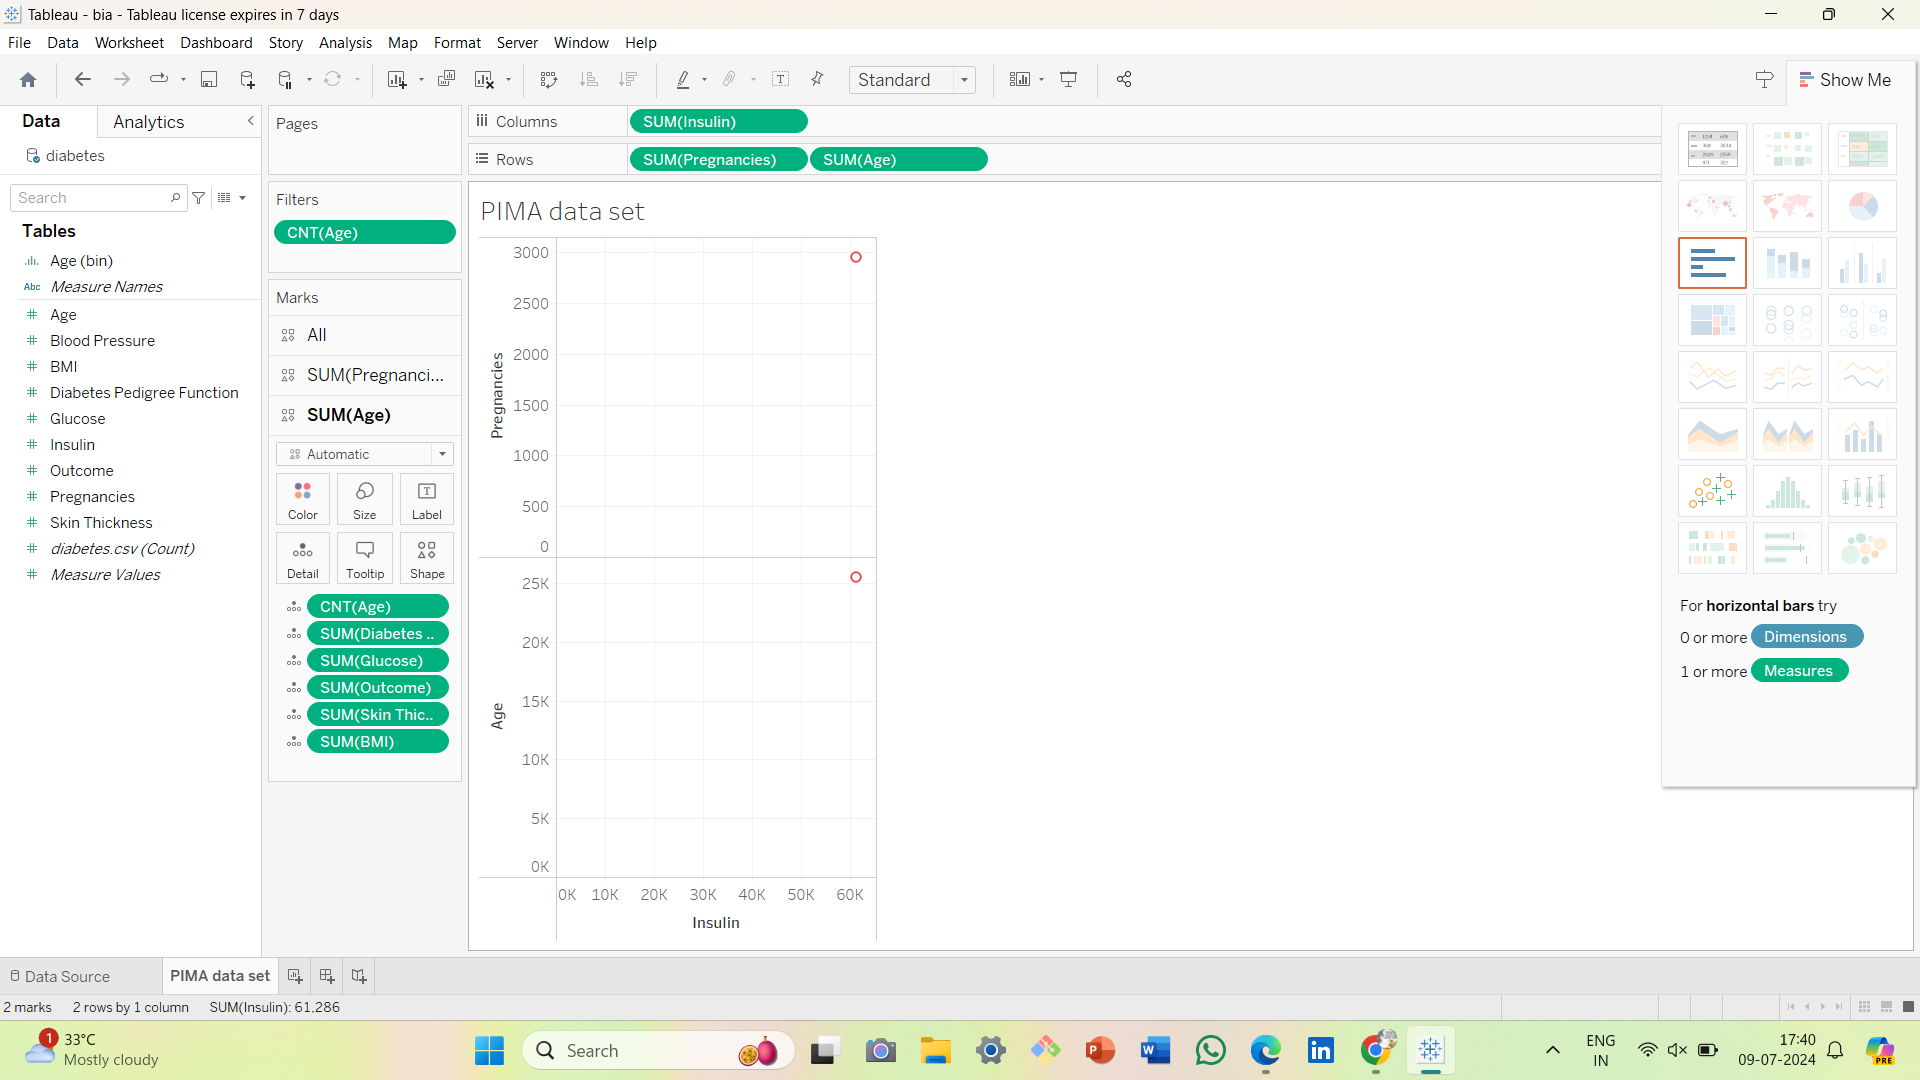 Tableau - bia - Tableau license expires in 7 days
File Data Worksheet Dashboard Story Analysis Map Format Server Window Help
Standard
Show Me
Data
Analytics
diabetes
Search
Tables
Age (bin)
Abc Measure Names
Age
Blood Pressure
BMI
Diabetes Pedigree Function
Glucose
Insulin
Outcome
Pregnancies
Skin Thickness
diabetes.csv (Count)
Measure Values
Pages
Filters
CNT(Age)
Marks
All
SUM(Pregnanci...
SUM(Age)
Automatic
Color Size Label
Detail Tooltip Shape
CNT(Age)
SUM(Diabetes ..
SUM(Glucose)
SUM(Outcome)
SUM(Skin Thic..
SUM(BMI)
Columns SUM(Insulin)
Rows SUM(Pregnancies) SUM(Age)
PIMA data set
3000
2500
2000
1500
1000
500
0
Pregnancies
25K
20K
15K
10K
5K
0K
Age
0K 10K 20K 30K 40K 50K 60K
Insulin
For horizontal bars try
0 or more Dimensions
1 or more Measures
Data Source
PIMA data set
2 marks 2 rows by 1 column SUM(Insulin): 61,286
1
33°C
Mostly cloudy
Search
ENG
IN
17:40
09-07-2024
PRE